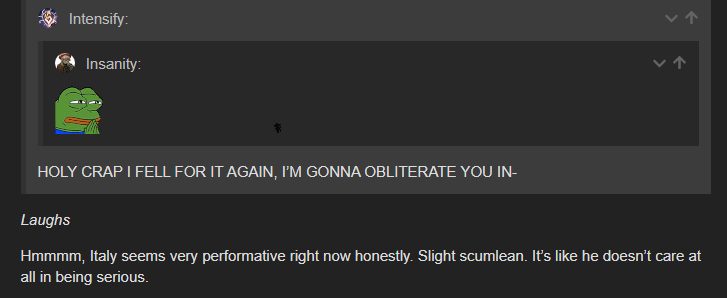 Intensify:
Insanity:
HOLY CRAP I FELL FOR IT AGAIN, I’M GONNA OBLITERATE YOU IN-
Laughs
Hmmmm, Italy seems very performative right now honestly. Slight scumlean. It’s like he doesn’t care at
all in being serious.